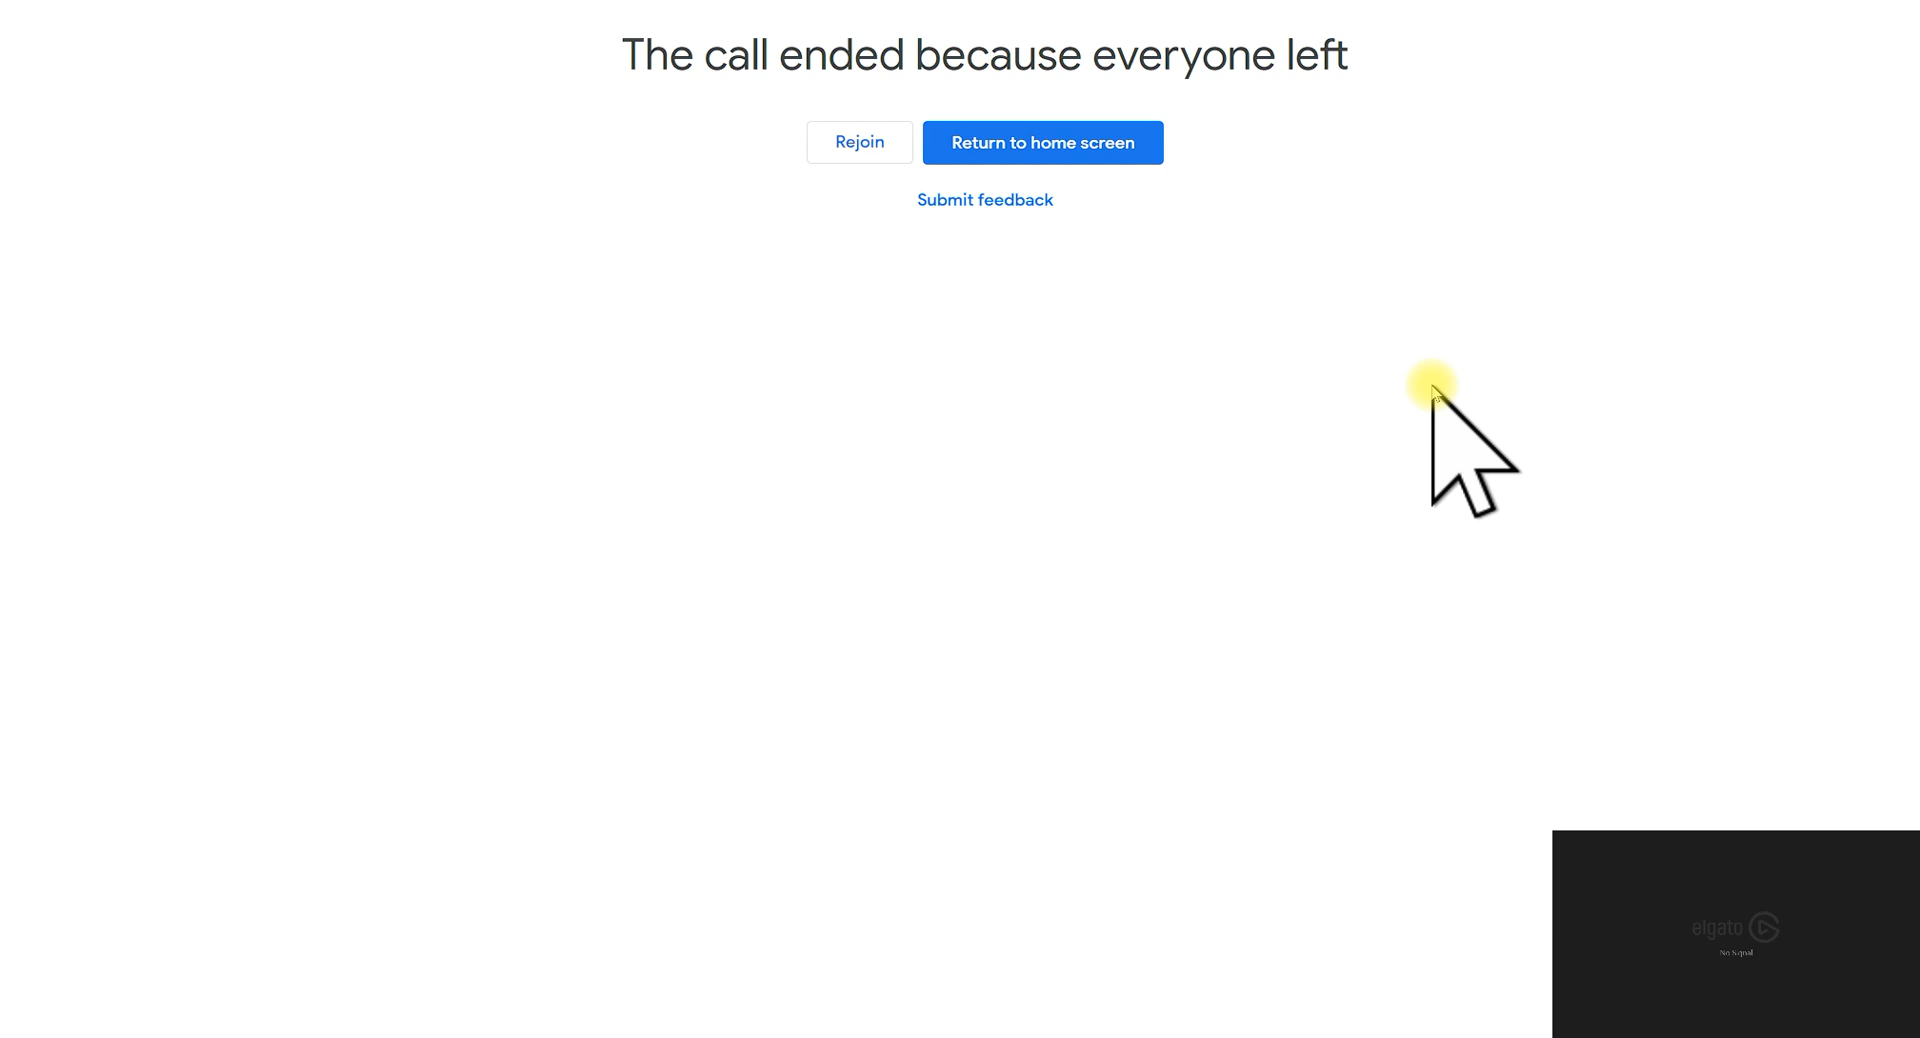 The call ended because everyone left
Rejoin
Return to home screen
Submit feedback
elgato
No Signal